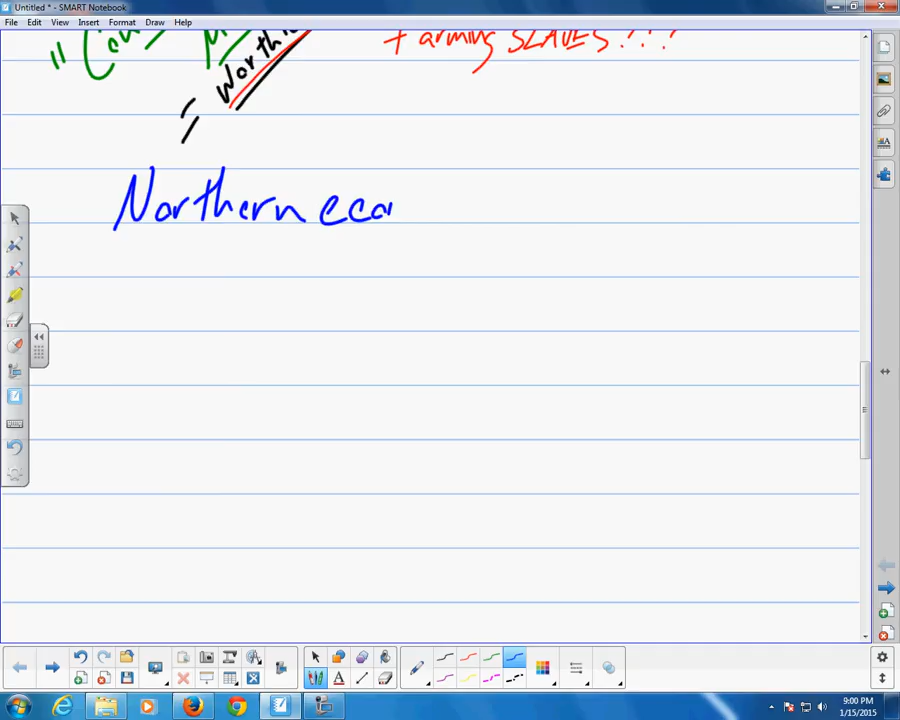 Untitled * - SMART Notebook
File Edit View Insert Format Draw Help
Farming SLAVES???
=
Northern eco
9:00 PM
1/15/2015